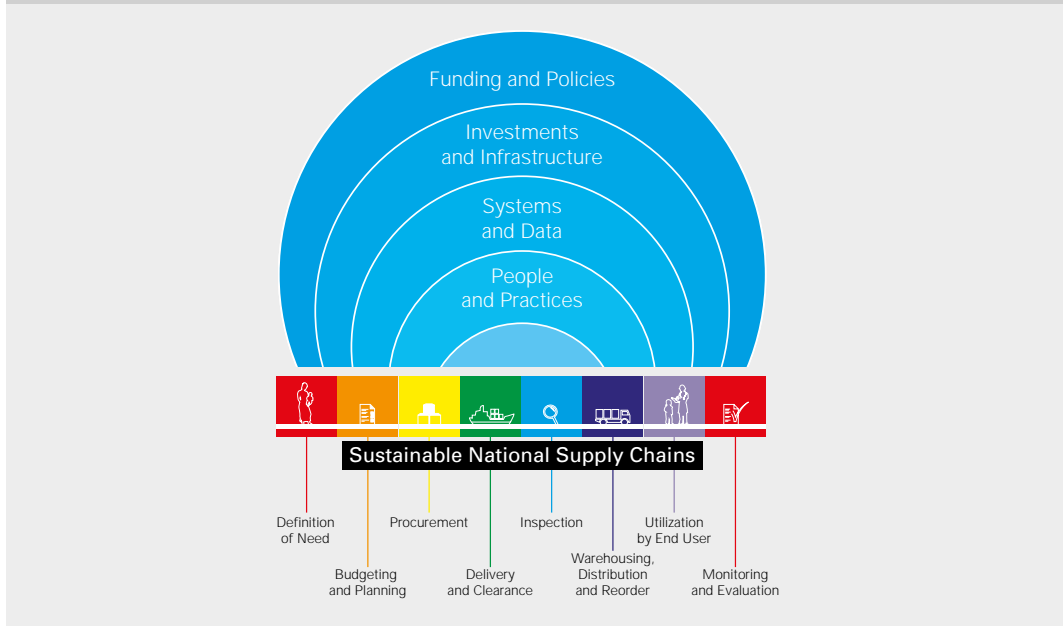 Funding and Policies
Investments
and Infrastructure
Systems
and Data
People
and Practices
Sustainable National Supply Chains
Definition
of Need
Budgeting
and Planning
Procurement
Delivery
and Clearance
Inspection
Warehousing,
Distribution
and Reorder
Utilization
by End User
Monitoring
and Evaluation